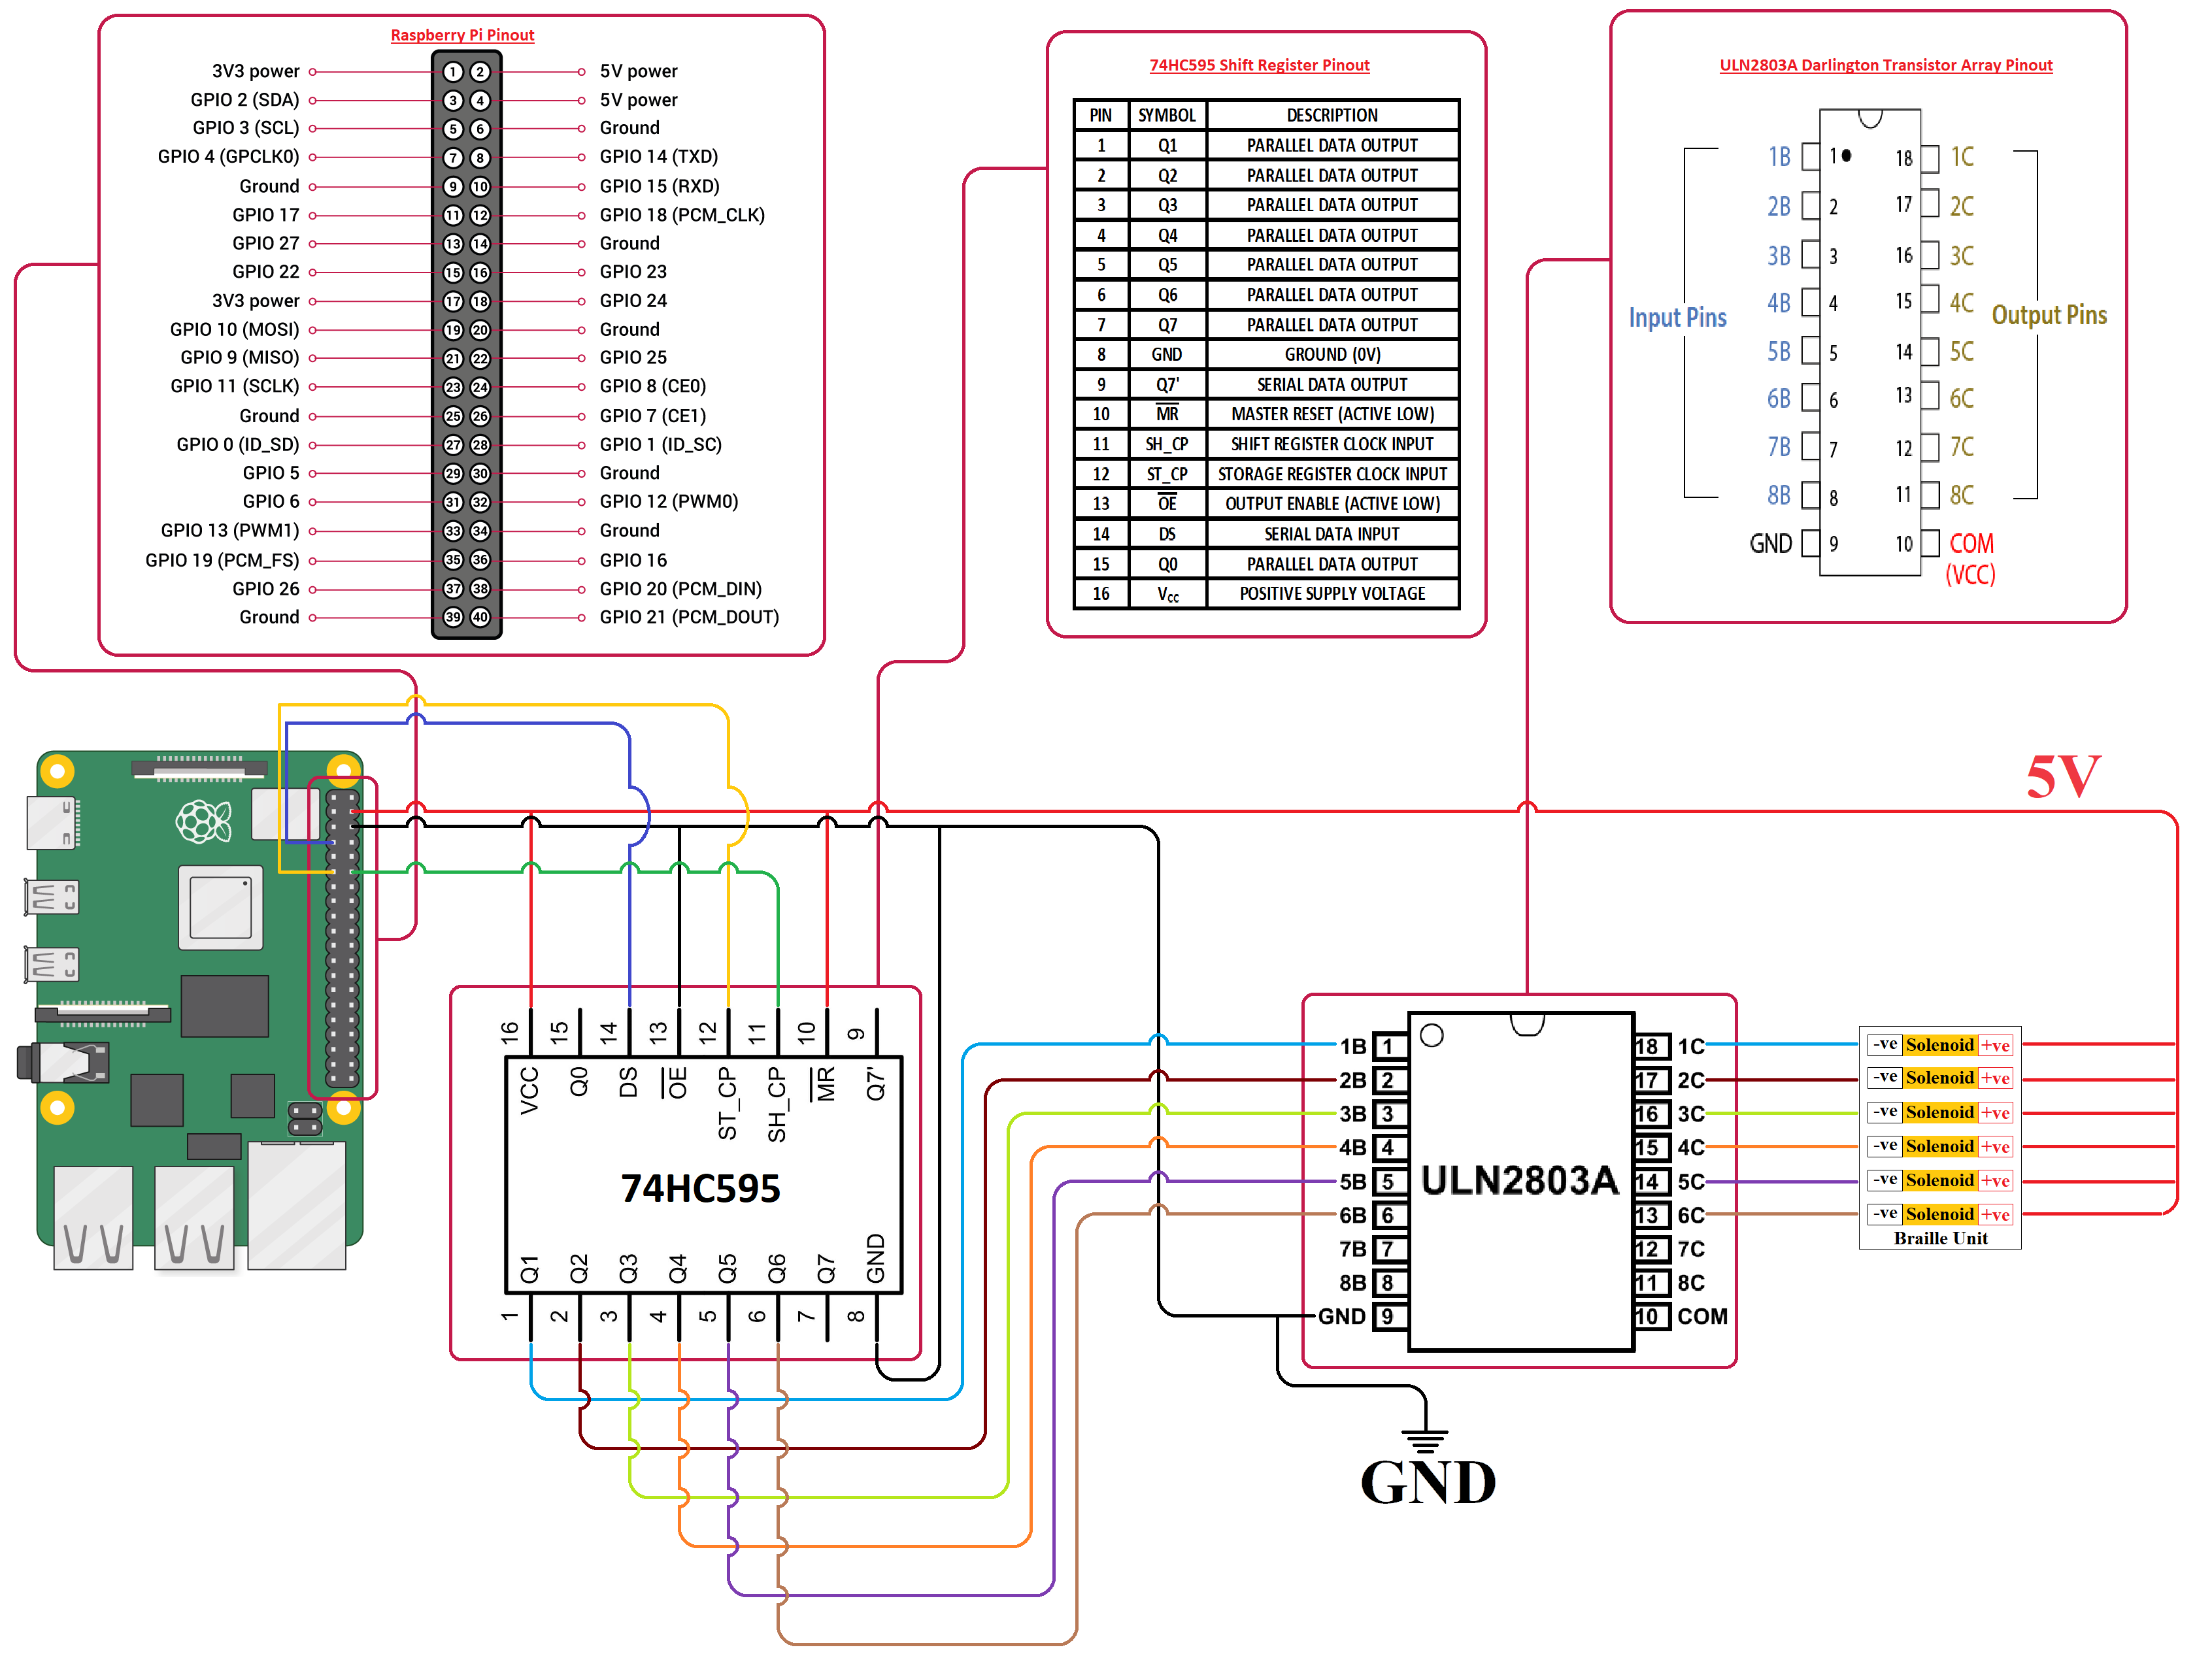 Raspberry Pi Pinout
3V3 power 1 2 5V power
GPIO 2 (SDA) 3 4 5V power
GPIO 3 (SCL) 5 6 Ground
GPIO 4 (GPCLK0) 7 8 GPIO 14 (TXD)
Ground 9 10 GPIO 15 (RXD)
GPIO 17 11 12 GPIO 18 (PCM_CLK)
GPIO 27 13 14 Ground
GPIO 22 15 16 GPIO 23
3V3 power 17 18 GPIO 24
GPIO 10 (MOSI) 19 20 Ground
GPIO 9 (MISO) 21 22 GPIO 25
GPIO 11 (SCLK) 23 24 GPIO 8 (CE0)
Ground 25 26 GPIO 7 (CE1)
GPIO 0 (ID_SD) 27 28 GPIO 1 (ID_SC)
GPIO 5 29 30 Ground
GPIO 6 31 32 GPIO 12 (PWM0)
GPIO 13 (PWM1) 33 34 Ground
GPIO 19 (PCM_FS) 35 36 GPIO 16
GPIO 26 37 38 GPIO 20 (PCM_DIN)
Ground 39 40 GPIO 21 (PCM_DOUT)
74HC595 Shift Register Pinout
PIN SYMBOL DESCRIPTION
1 Q1 PARALLEL DATA OUTPUT
2 Q2 PARALLEL DATA OUTPUT
3 Q3 PARALLEL DATA OUTPUT
4 Q4 PARALLEL DATA OUTPUT
5 Q5 PARALLEL DATA OUTPUT
6 Q6 PARALLEL DATA OUTPUT
7 Q7 PARALLEL DATA OUTPUT
8 GND GROUND (0V)
9 Q7' SERIAL DATA OUTPUT
10 M̅R̅ MASTER RESET (ACTIVE LOW)
11 SH_CP SHIFT REGISTER CLOCK INPUT
12 ST_CP STORAGE REGISTER CLOCK INPUT
13 O̅E̅ OUTPUT ENABLE (ACTIVE LOW)
14 DS SERIAL DATA INPUT
15 Q0 PARALLEL DATA OUTPUT
16 Vcc POSITIVE SUPPLY VOLTAGE
ULN2803A Darlington Transistor Array Pinout
1B 1 18 1C
2B 2 17 2C
3B 3 16 3C
4B 4 15 4C
Input Pins Output Pins
5B 5 14 5C
6B 6 13 6C
7B 7 12 7C
8B 8 11 8C
GND 9 10 COM
(VCC)
5V
16 15 14 13 12 11 10 9
VCC Q0 DS O̅E̅ ST_CP SH_CP M̅R̅ Q7'
74HC595
Q1 Q2 Q3 Q4 Q5 Q6 Q7 GND
1 2 3 4 5 6 7 8
1B 1 18 1C -ve Solenoid +ve
2B 2 17 2C -ve Solenoid +ve
3B 3 16 3C -ve Solenoid +ve
4B 4 15 4C -ve Solenoid +ve
ULN2803A
5B 5 14 5C -ve Solenoid +ve
6B 6 13 6C -ve Solenoid +ve
Braille Unit
7B 7 12 7C
8B 8 11 8C
GND 9 10 COM
GND